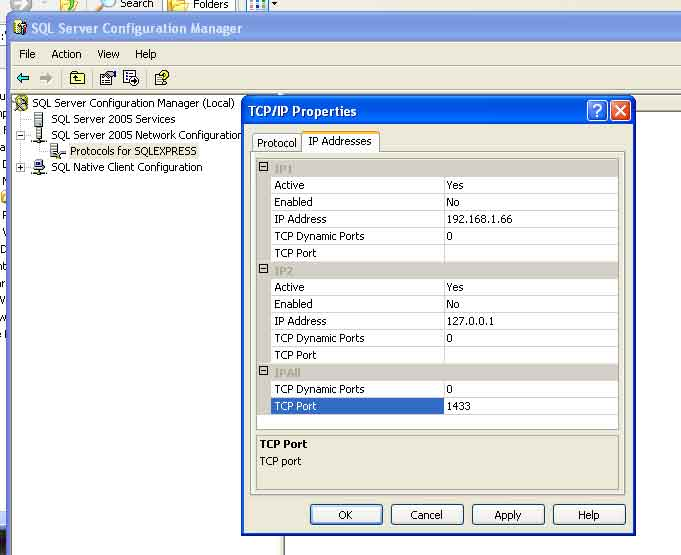 Search
Folders
SQL Server Configuration Manager
File Action View Help
SQL Server Configuration Manager (Local)
SQL Server 2005 Services
SQL Server 2005 Network Configuration
Protocols for SQLEXPRESS
SQL Native Client Configuration
TCP/IP Properties
Protocol IP Addresses
IP1
Active Yes
Enabled No
IP Address 192.168.1.66
TCP Dynamic Ports 0
TCP Port
IP2
Active Yes
Enabled No
IP Address 127.0.0.1
TCP Dynamic Ports 0
TCP Port
IPAll
TCP Dynamic Ports 0
TCP Port 1433
TCP Port
TCP port
OK Cancel Apply Help